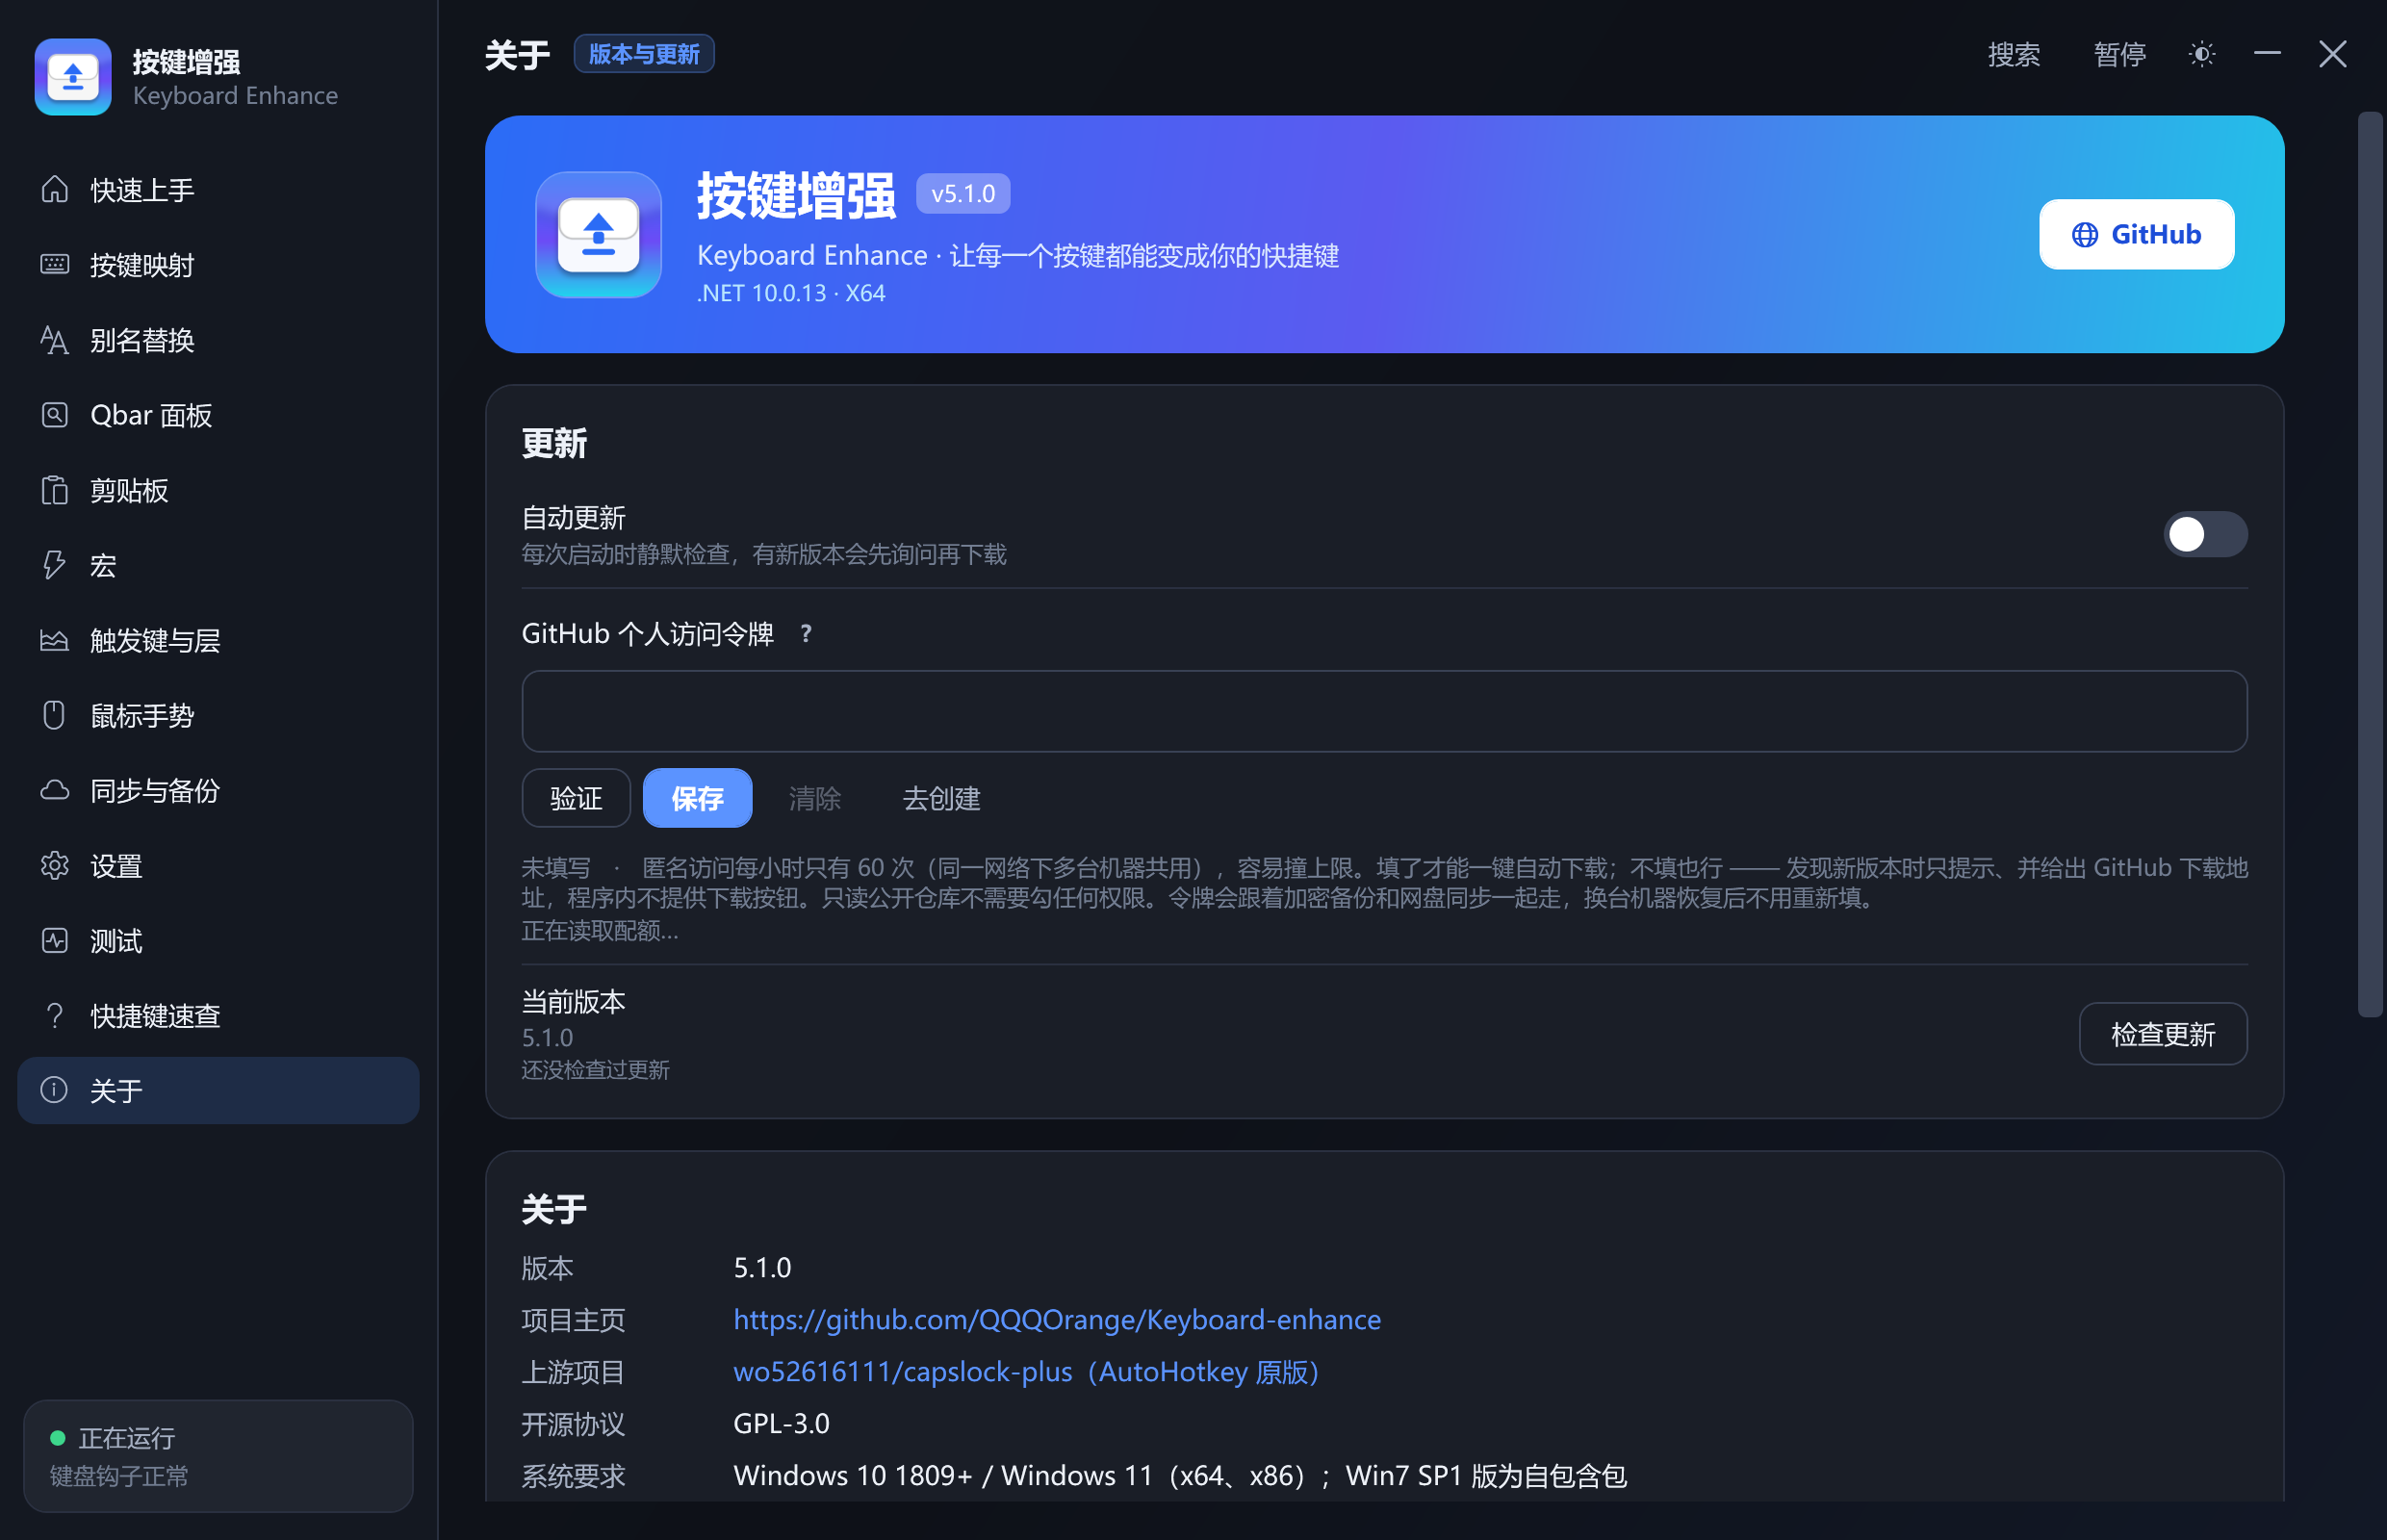 按键增强
Keyboard Enhance
快速上手
按键映射
别名替换
Qbar 面板
剪贴板
宏
触发键与层
鼠标手势
同步与备份
设置
测试
快捷键速查
关于
正在运行
键盘钩子正常
关于 版本与更新
搜索 暂停
按键增强 v5.1.0
Keyboard Enhance · 让每一个按键都能变成你的快捷键
.NET 10.0.13 · X64
GitHub
更新
自动更新
每次启动时静默检查，有新版本会先询问再下载
GitHub 个人访问令牌 ?
验证 保存 清除 去创建
未填写 · 匿名访问每小时只有 60 次（同一网络下多台机器共用），容易撞上限。填了才能一键自动下载；不填也行 —— 发现新版本时只提示、并给出 GitHub 下载地
址，程序内不提供下载按钮。只读公开仓库不需要勾任何权限。令牌会跟着加密备份和网盘同步一起走，换台机器恢复后不用重新填。
正在读取配额...
当前版本
5.1.0
还没检查过更新
检查更新
关于
版本 5.1.0
项目主页 https://github.com/QQQOrange/Keyboard-enhance
上游项目 wo52616111/capslock-plus（AutoHotkey 原版）
开源协议 GPL-3.0
系统要求 Windows 10 1809+ / Windows 11（x64、x86）；Win7 SP1 版为自包含包